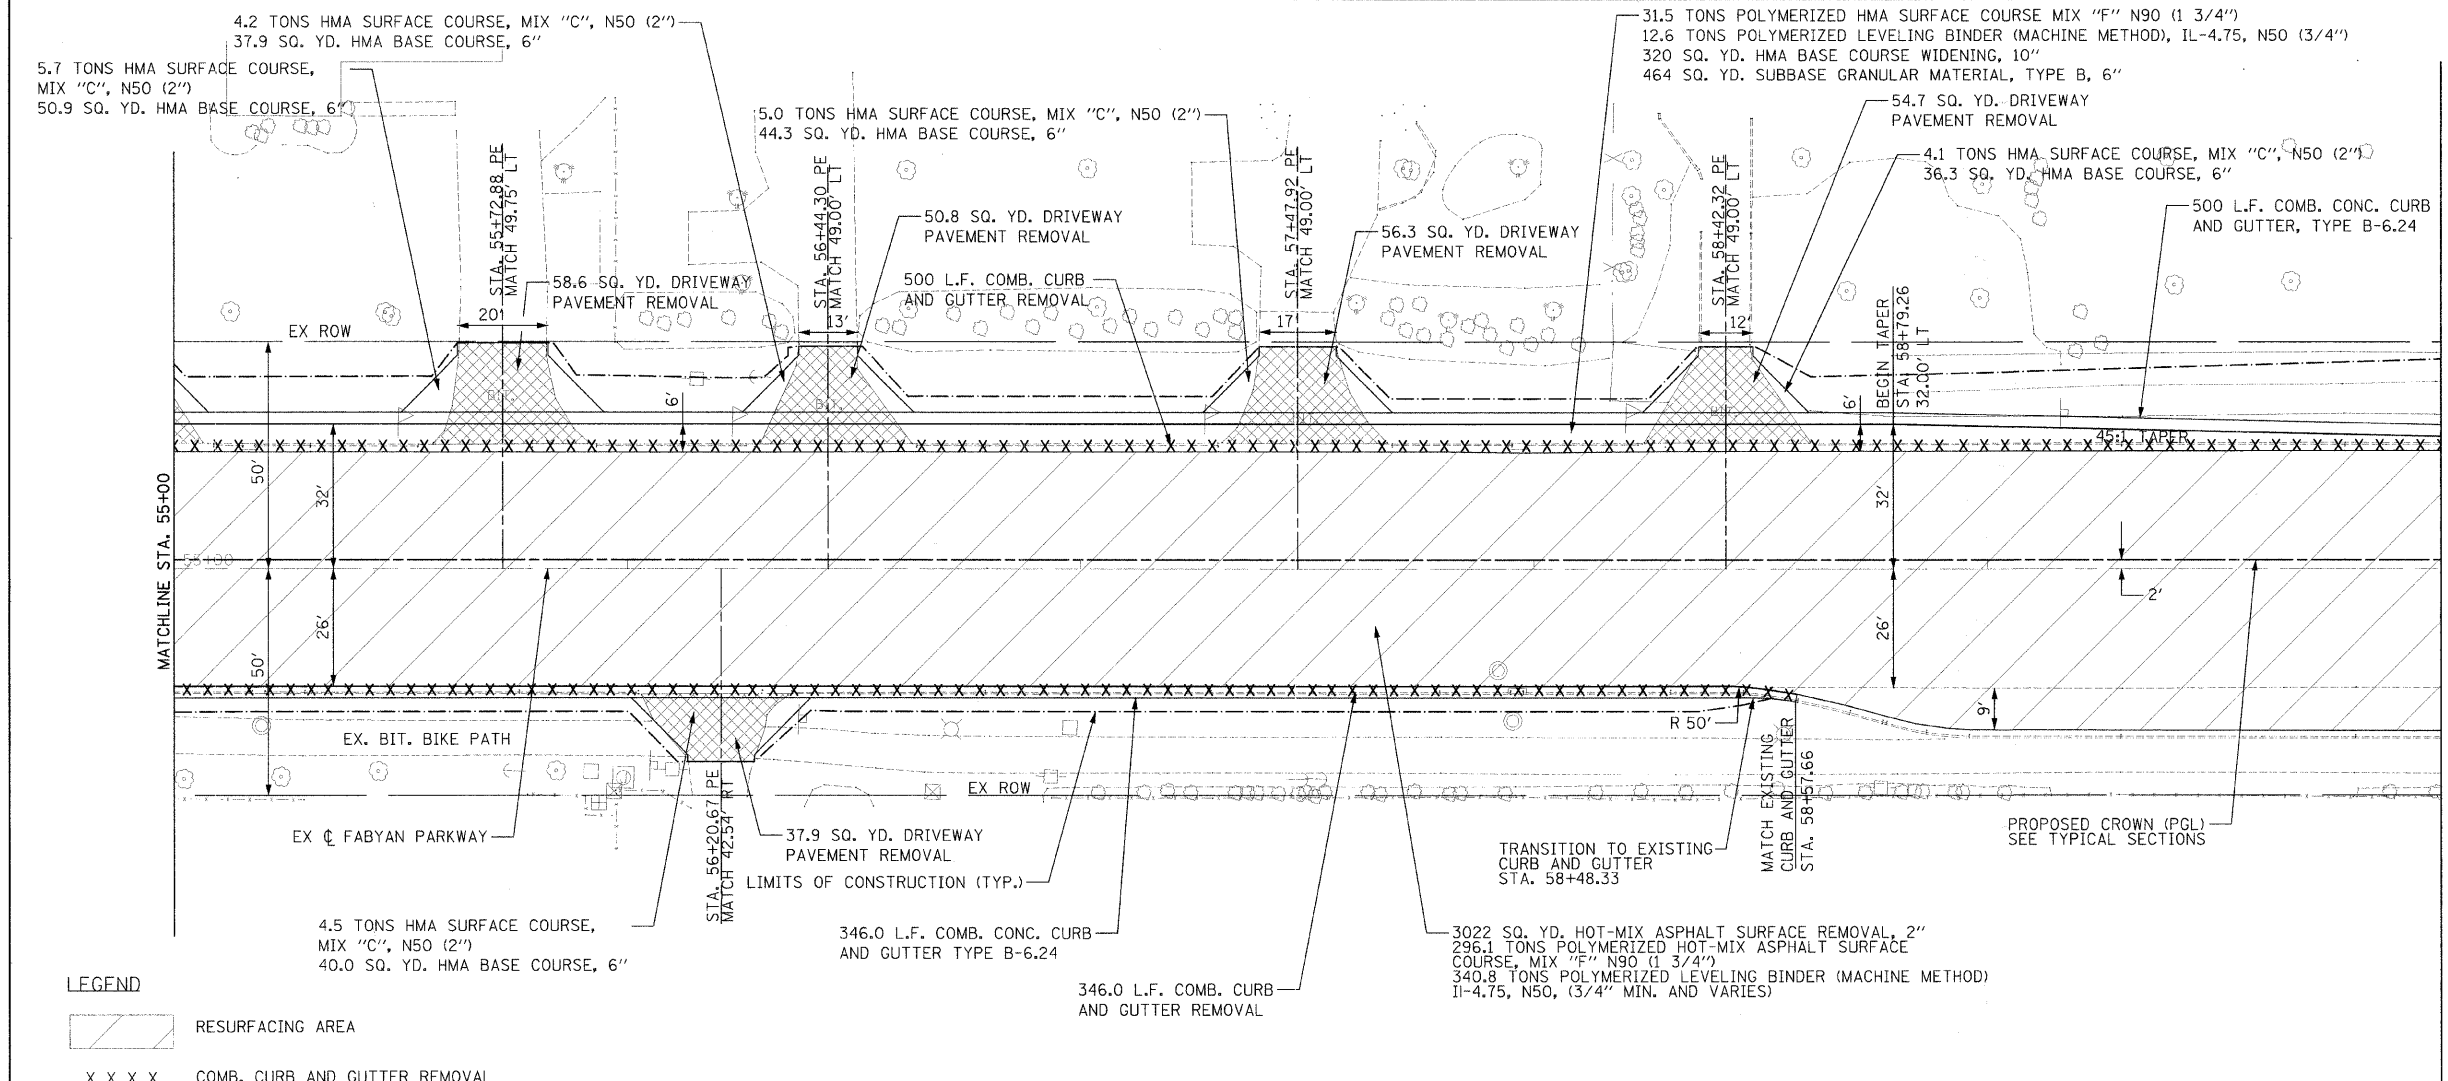 4.2 TONS HMA SURFACE COURSE, MIX "C", N50 (2")
37.9 SQ. YD. HMA BASE COURSE, 6"
5.7 TONS HMA SURFACE COURSE,
MIX "C", N50 (2")
50.9 SQ. YD. HMA BASE COURSE, 6"
5.0 TONS HMA SURFACE COURSE, MIX "C", N50 (2")
44.3 SQ. YD. HMA BASE COURSE, 6"
31.5 TONS POLYMERIZED HMA SURFACE COURSE MIX "F" N90 (1 3/4")
12.6 TONS POLYMERIZED LEVELING BINDER (MACHINE METHOD), IL-4.75, N50 (3/4")
320 SQ. YD. HMA BASE COURSE WIDENING, 10"
464 SQ. YD. SUBBASE GRANULAR MATERIAL, TYPE B, 6"
54.7 SQ. YD. DRIVEWAY
PAVEMENT REMOVAL
4.1 TONS HMA SURFACE COURSE, MIX "C", N50 (2")
36.3 SQ. YD. HMA BASE COURSE, 6"
500 L.F. COMB. CONC. CURB
AND GUTTER, TYPE B-6.24
STA. 55+72.88 PE
MATCH 49.75' LT
STA. 56+44.30 PE
MATCH 49.00' LT
STA. 57+47.92 PE
MATCH 49.00' LT
STA. 58+42.32 PE
MATCH 49.00' LT
50.8 SQ. YD. DRIVEWAY
PAVEMENT REMOVAL
56.3 SQ. YD. DRIVEWAY
PAVEMENT REMOVAL
58.6 SQ. YD. DRIVEWAY
PAVEMENT REMOVAL
500 L.F. COMB. CURB
AND GUTTER REMOVAL
BEGIN TAPER
STA. 58+79.26
32.00' LT
EX ROW
20'
13'
17'
12'
6'
6'
45:1 TAPER
50'
32'
32'
MATCHLINE STA. 55+00
55+00
26'
50'
26'
2'
9'
R 50'
EX. BIT. BIKE PATH
EX ROW
MATCH EXISTING
CURB AND GUTTER
STA. 58+57.66
STA. 56+20.67 PE
MATCH 42.54' RT
EX ℄ FABYAN PARKWAY
37.9 SQ. YD. DRIVEWAY
PAVEMENT REMOVAL
LIMITS OF CONSTRUCTION (TYP.)
TRANSITION TO EXISTING
CURB AND GUTTER
STA. 58+48.33
PROPOSED CROWN (PGL)
SEE TYPICAL SECTIONS
4.5 TONS HMA SURFACE COURSE,
MIX "C", N50 (2")
40.0 SQ. YD. HMA BASE COURSE, 6"
346.0 L.F. COMB. CONC. CURB
AND GUTTER TYPE B-6.24
346.0 L.F. COMB. CURB
AND GUTTER REMOVAL
3022 SQ. YD. HOT-MIX ASPHALT SURFACE REMOVAL, 2"
296.1 TONS POLYMERIZED HOT-MIX ASPHALT SURFACE
COURSE, MIX "F" N90 (1 3/4")
340.8 TONS POLYMERIZED LEVELING BINDER (MACHINE METHOD)
Il-4.75, N50, (3/4" MIN. AND VARIES)
LEGEND
RESURFACING AREA
X X X X COMB. CURB AND GUTTER REMOVAL